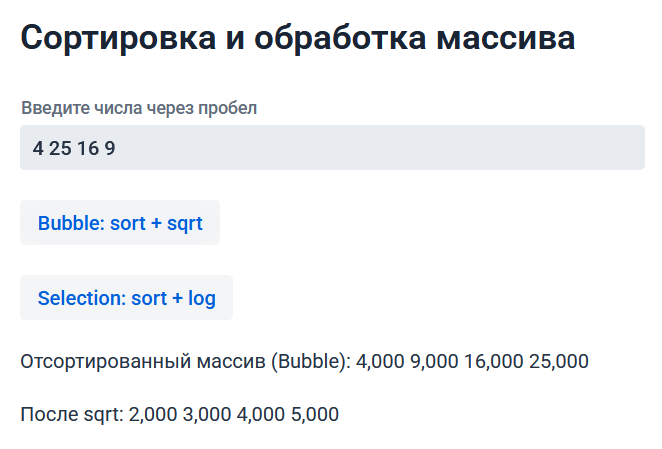 Сортировка и обработка массива
Введите числа через пробел
4 25 16 9
Bubble: sort + sqrt
Selection: sort + log
Отсортированный массив (Bubble): 4,000 9,000 16,000 25,000
После sqrt: 2,000 3,000 4,000 5,000